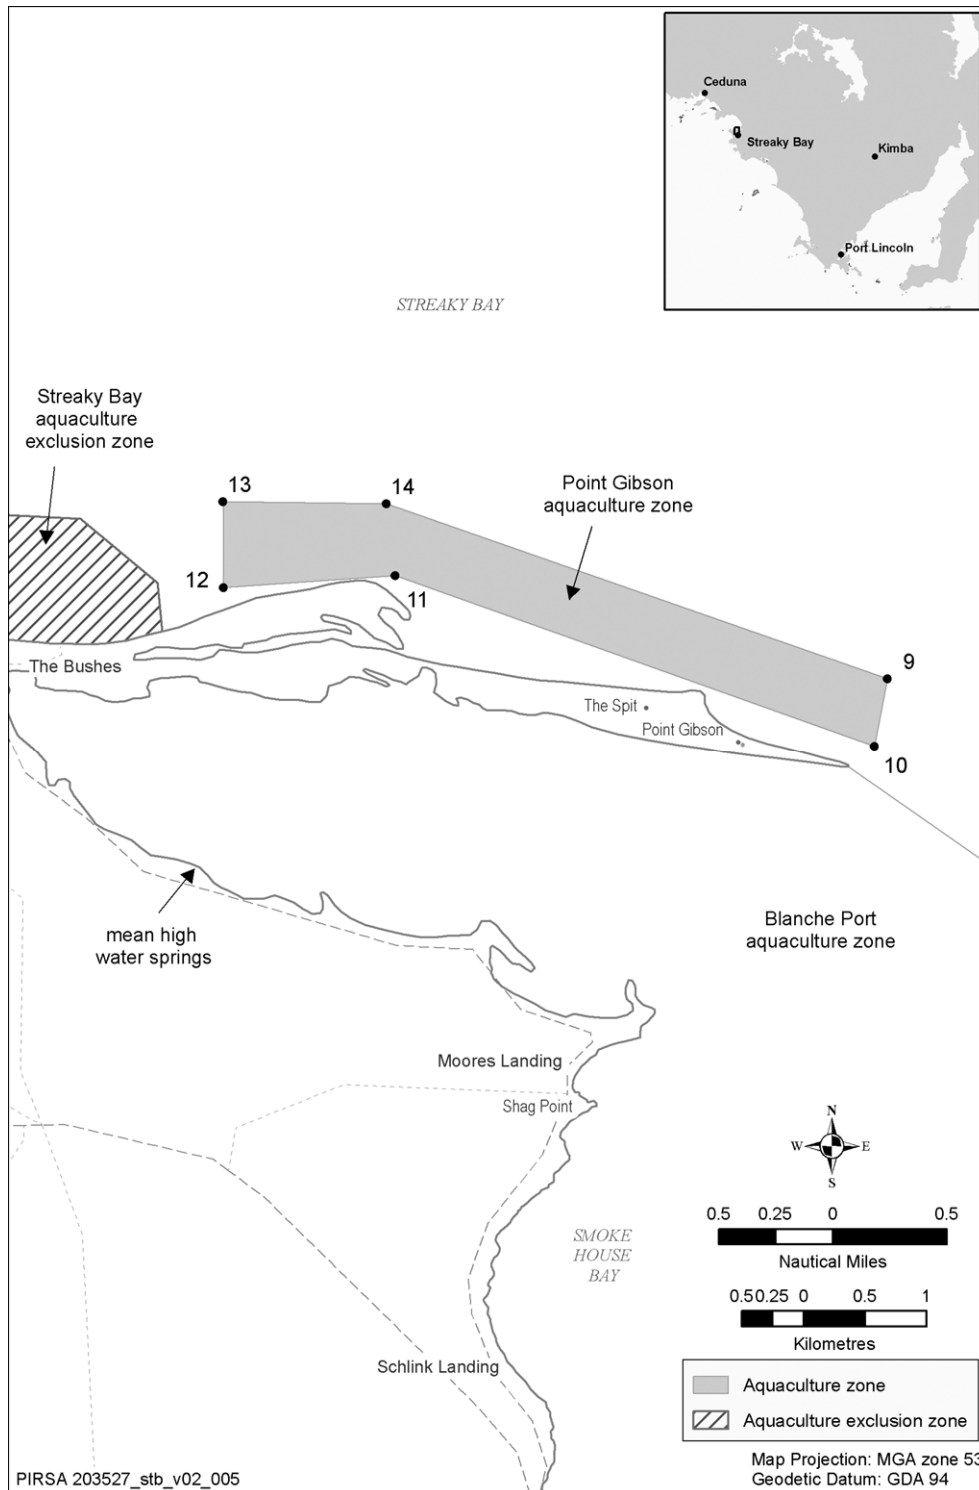 Ceduna
Streaky Bay
Kimba
Port Lincoln
STREAKY BAY
Streaky Bay
aquaculture
exclusion zone
13
14
Point Gibson
aquaculture zone
12
11
The Bushes
9
The Spit
Point Gibson
10
mean high
water springs
Blanche Port
aquaculture zone
Moores Landing
Shag Point
N
W
E
S
SMOKE
HOUSE
BAY
0.5 0.25 0 0.5
Nautical Miles
0.5 0.25 0 0.5 1
Kilometres
Schlink Landing
Aquaculture zone
Aquaculture exclusion zone
PIRSA 203527_stb_v02_005
Map Projection: MGA zone 53
Geodetic Datum: GDA 94